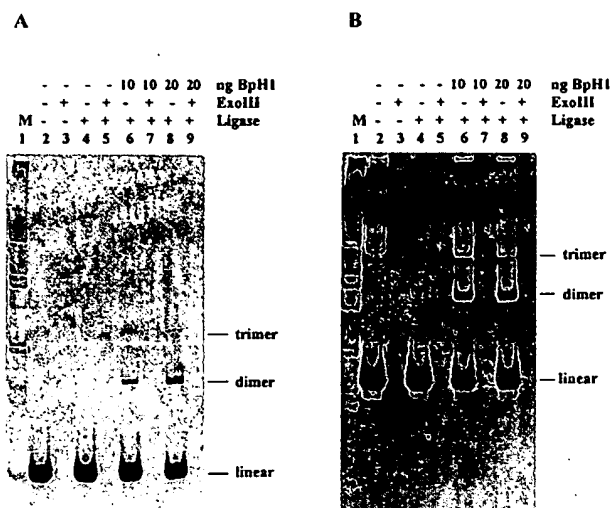 A
- - - - 10 10 20 20 ng BpH1
- + - + - + - + ExoIII
M - - + + + + + + Ligase
1 2 3 4 5 6 7 8 9
trimer
dimer
linear
B
- - - - 10 10 20 20 ng BpH1
- + - + - + - + ExoIII
M - - + + + + + + Ligase
1 2 3 4 5 6 7 8 9
trimer
dimer
linear